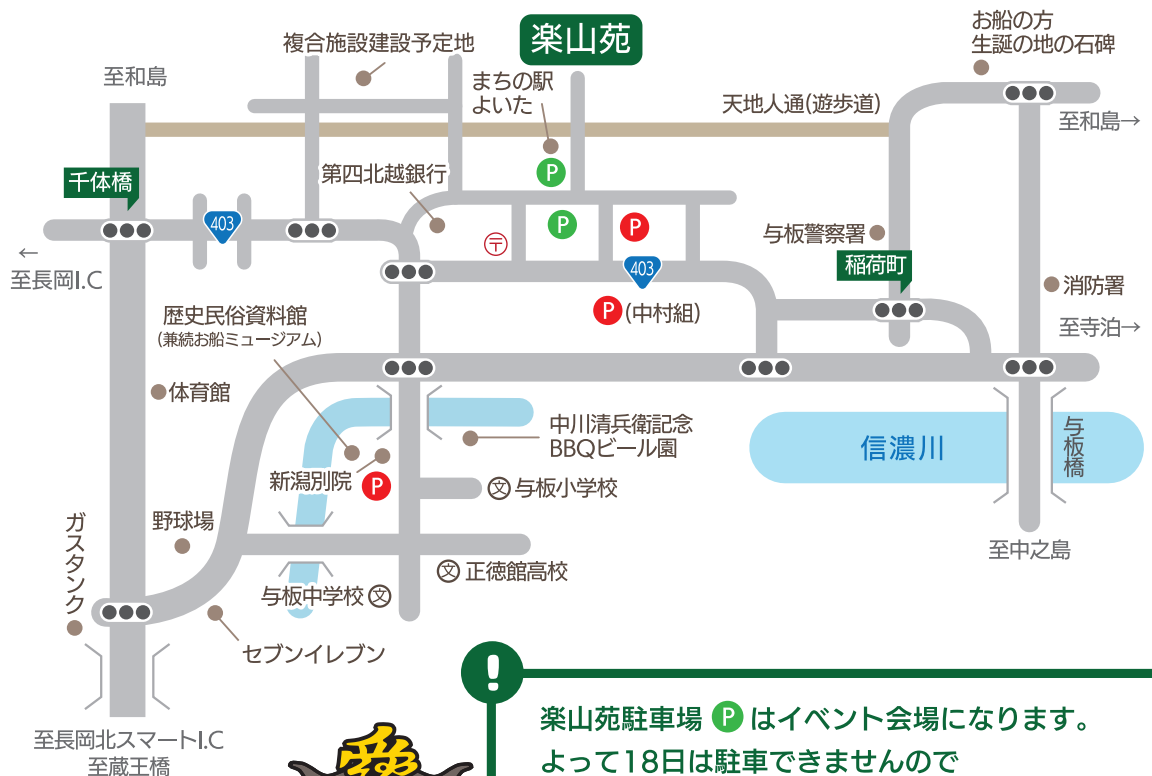 お船の方
生誕の地の石碑
楽山苑
複合施設建設予定地
至和島
まちの駅
よいた
天地人通(遊歩道)
至和島→
千体橋
第四北越銀行
P
403
P
P
〒
与板警察署
←
至長岡I.C
稲荷町
403
消防署
歴史民俗資料館
(兼続お船ミュージアム)
P(中村組)
至寺泊→
体育館
中川清兵衛記念
BBQビール園
信濃川
与板橋
新潟別院
P
文与板小学校
野球場
ガスタンク
至中之島
文正徳館高校
与板中学校文
セブンイレブン
!
楽山苑駐車場Pはイベント会場になります。
至長岡北スマートI.C
至蔵王橋
よって18日は駐車できませんので
愛